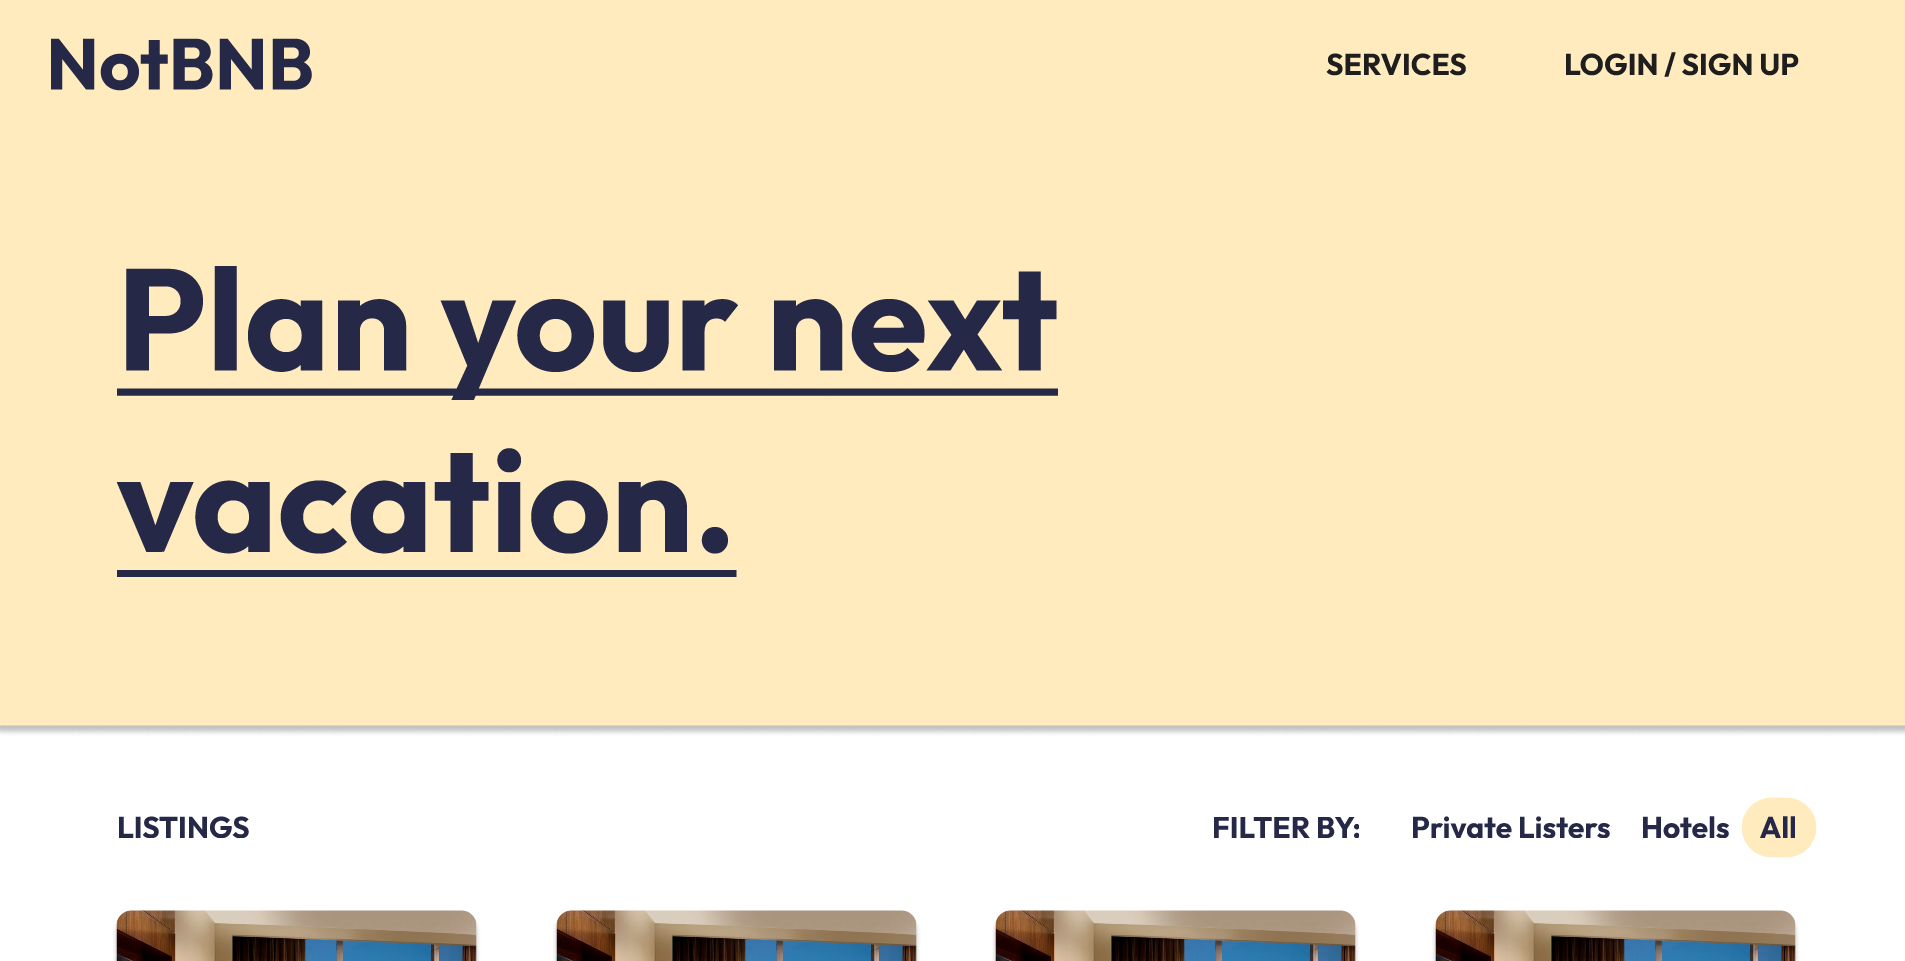 NotBNB
SERVICES
LOGIN / SIGN UP
Plan your next
vacation.
LISTINGS
FILTER BY:
Private Listers
Hotels
All